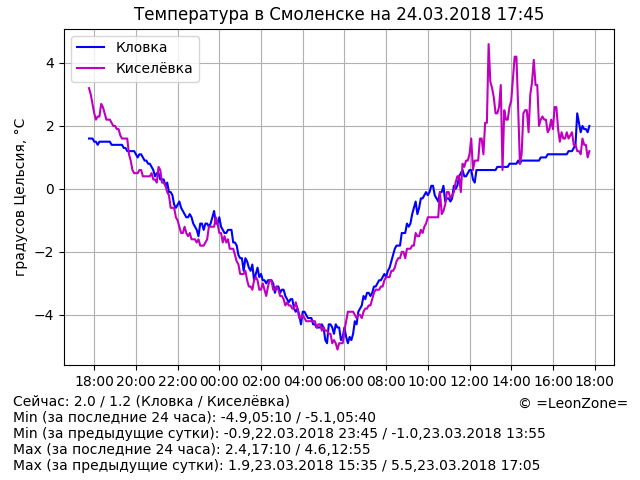 Температура в Смоленске на 24.03.2018 17:45
Кловка
Киселёвка
градусов Цельсия, °C
4
2
0
−2
−4
18:00 20:00 22:00 00:00 02:00 04:00 06:00 08:00 10:00 12:00 14:00 16:00 18:00
Сейчас: 2.0 / 1.2 (Кловка / Киселёвка)
© =LeonZone=
Min (за последние 24 часа): -4.9,05:10 / -5.1,05:40
Min (за предыдущие сутки): -0.9,22.03.2018 23:45 / -1.0,23.03.2018 13:55
Max (за последние 24 часа): 2.4,17:10 / 4.6,12:55
Max (за предыдущие сутки): 1.9,23.03.2018 15:35 / 5.5,23.03.2018 17:05